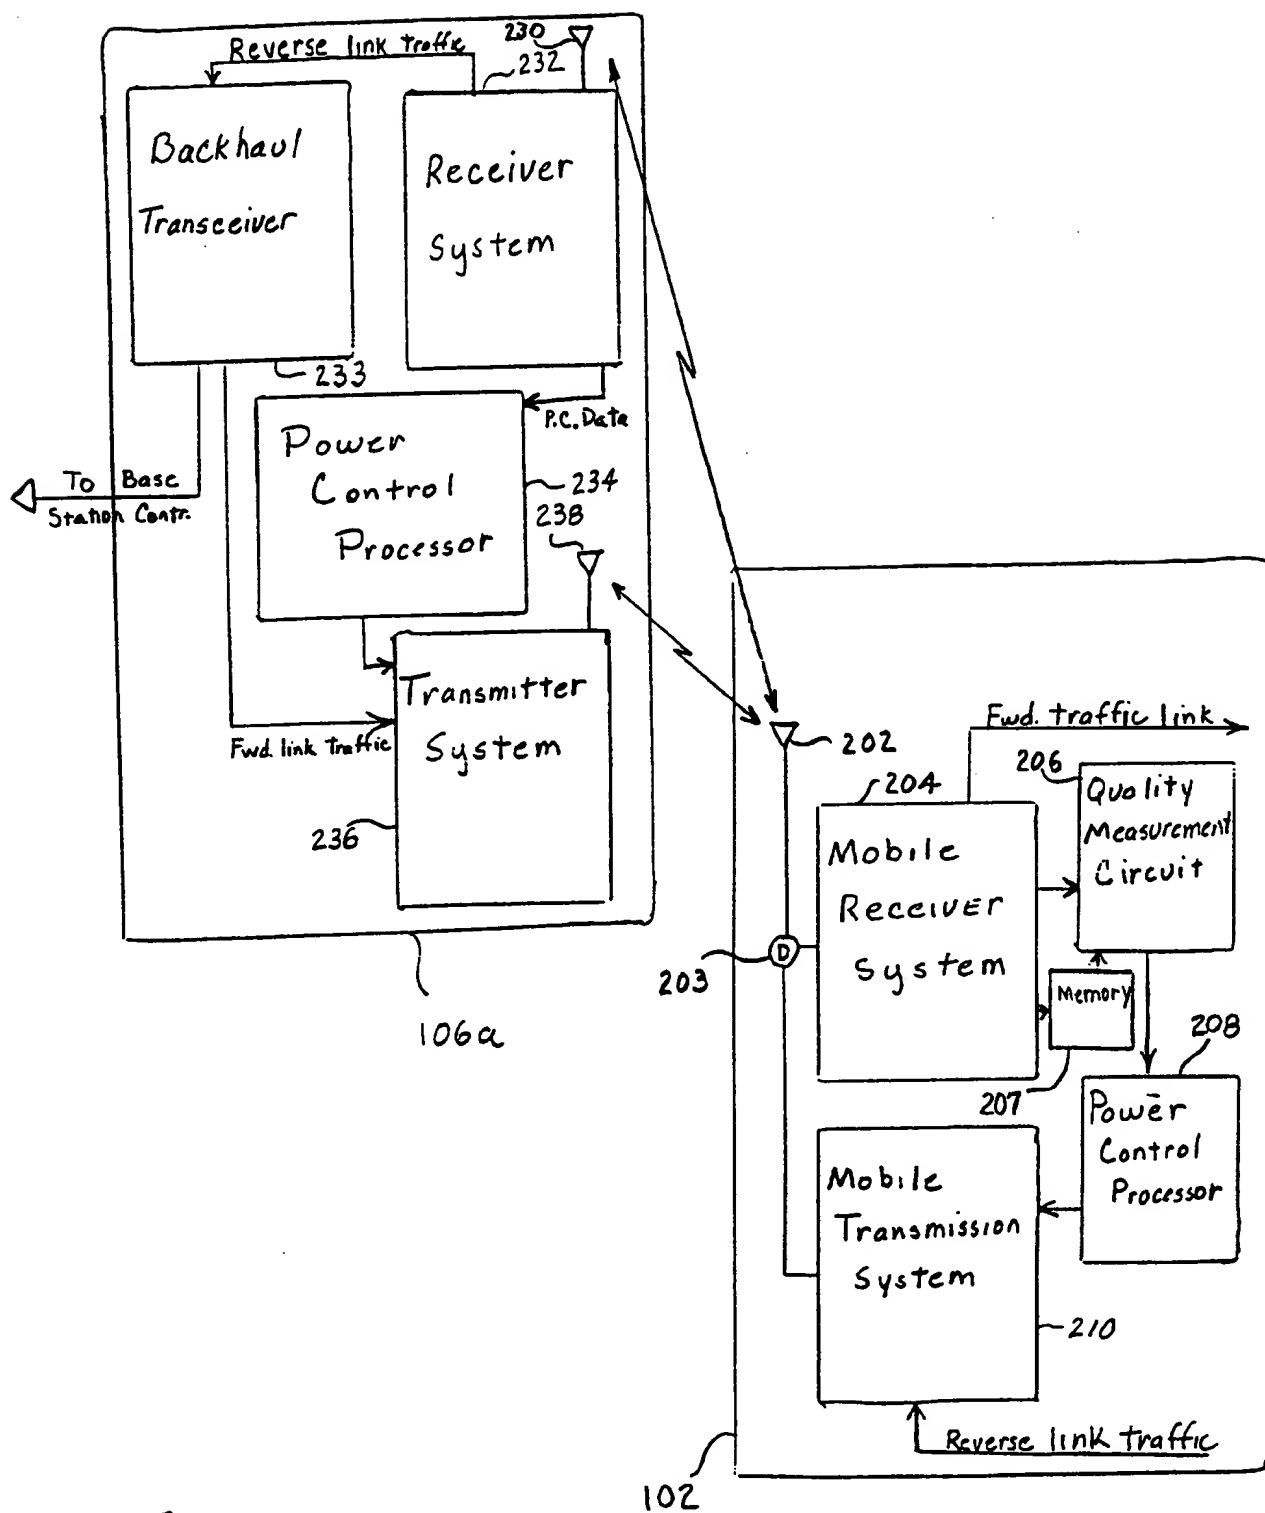 230
Reverse link traffic
232
Backhaul
Transceiver
Receiver
System
233
P.C. Data
Power
Control
Processor
234
238
To Base
Station Contr.
Transmitter
System
Fwd. link traffic
236
106a
202
Fwd. traffic link
204
206
Quality
Measurement
Circuit
Mobile
Receiver
System
D
203
Memory
207
208
Power
Control
Processor
Mobile
Transmission
System
210
Reverse link traffic
102